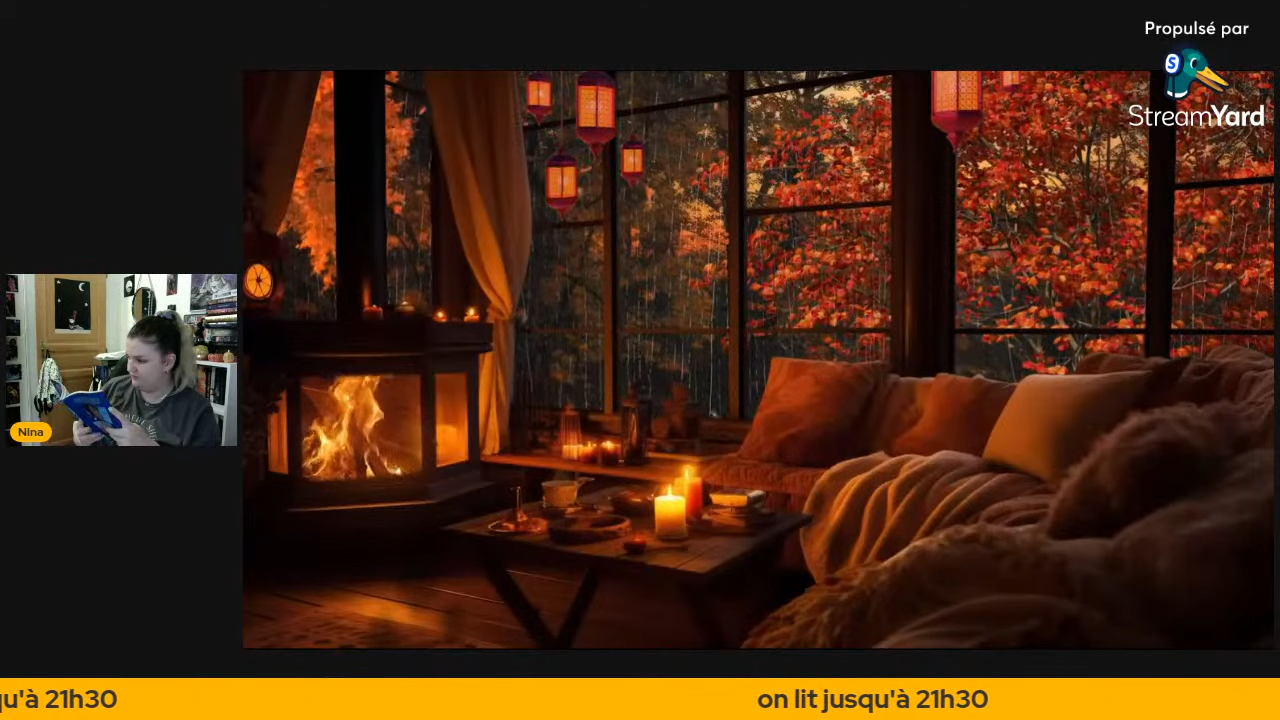 Propulsé par
StreamYard
Nina
qu'à 21h30
on lit jusqu'à 21h30